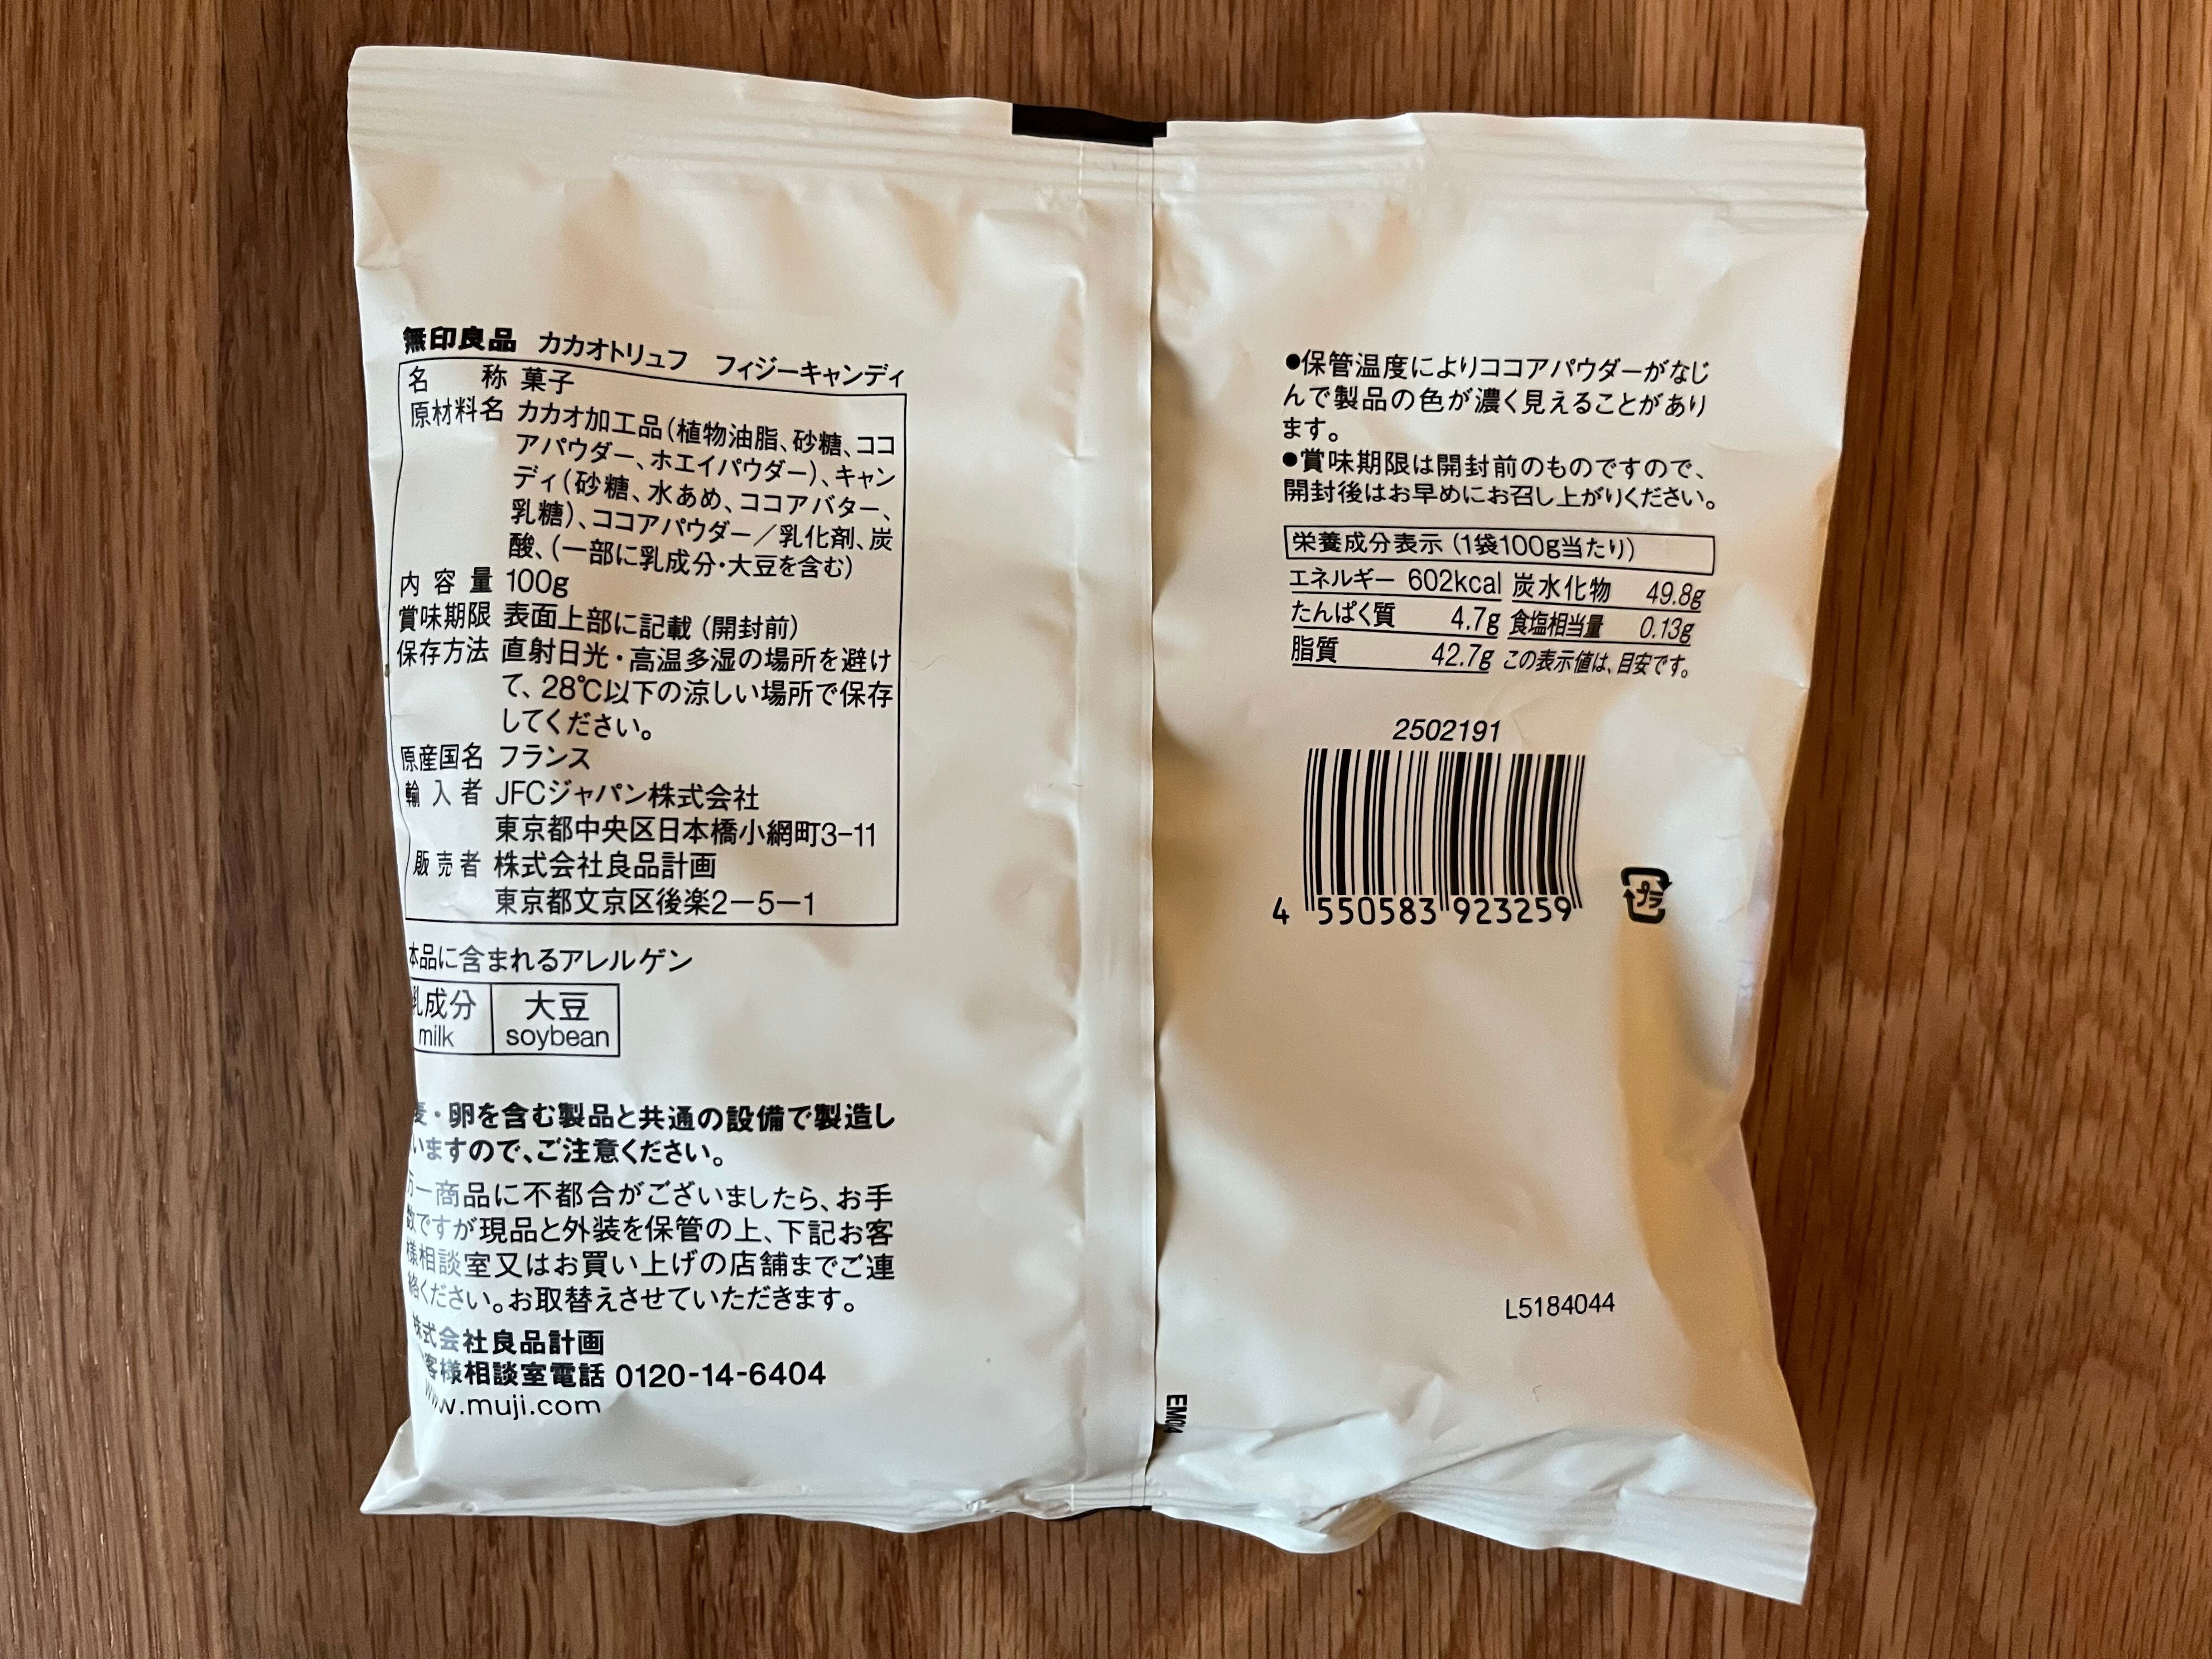 無印良品 カカオトリュフ フィジーキャンディ
名 称 菓子
原材料名 カカオ加工品(植物油脂、砂糖、ココ
アパウダー、ホエイパウダー)、キャン
ディ(砂糖、水あめ、ココアバター、
乳糖)、ココアパウダー/乳化剤、炭
酸、(一部に乳成分・大豆を含む)
内容量 100g
賞味期限 表面上部に記載(開封前)
保存方法 直射日光・高温多湿の場所を避け
て、28℃以下の涼しい場所で保存
してください。
原産国名 フランス
輸入者 JFCジャパン株式会社
東京都中央区日本橋小網町3-11
販売者 株式会社良品計画
東京都文京区後楽2-5-1
本品に含まれるアレルゲン
乳成分 大豆
milk soybean
麦・卵を含む製品と共通の設備で製造し
いますので、ご注意ください。
万一商品に不都合がございましたら、お手
数ですが現品と外装を保管の上、下記お客
様相談室又はお買い上げの店舗までご連
絡ください。お取替えさせていただきます。
株式会社良品計画
客様相談室電話 0120-14-6404
www.muji.com
●保管温度によりココアパウダーがなじ
んで製品の色が濃く見えることがあり
ます。
●賞味期限は開封前のものですので、
開封後はお早めにお召し上がりください。
栄養成分表示(1袋100g当たり)
エネルギー 602kcal 炭水化物 49.8g
たんぱく質 4.7g 食塩相当量 0.13g
脂質 42.7g この表示値は、目安です。
2502191
4 550583 923259
プラ
L5184044